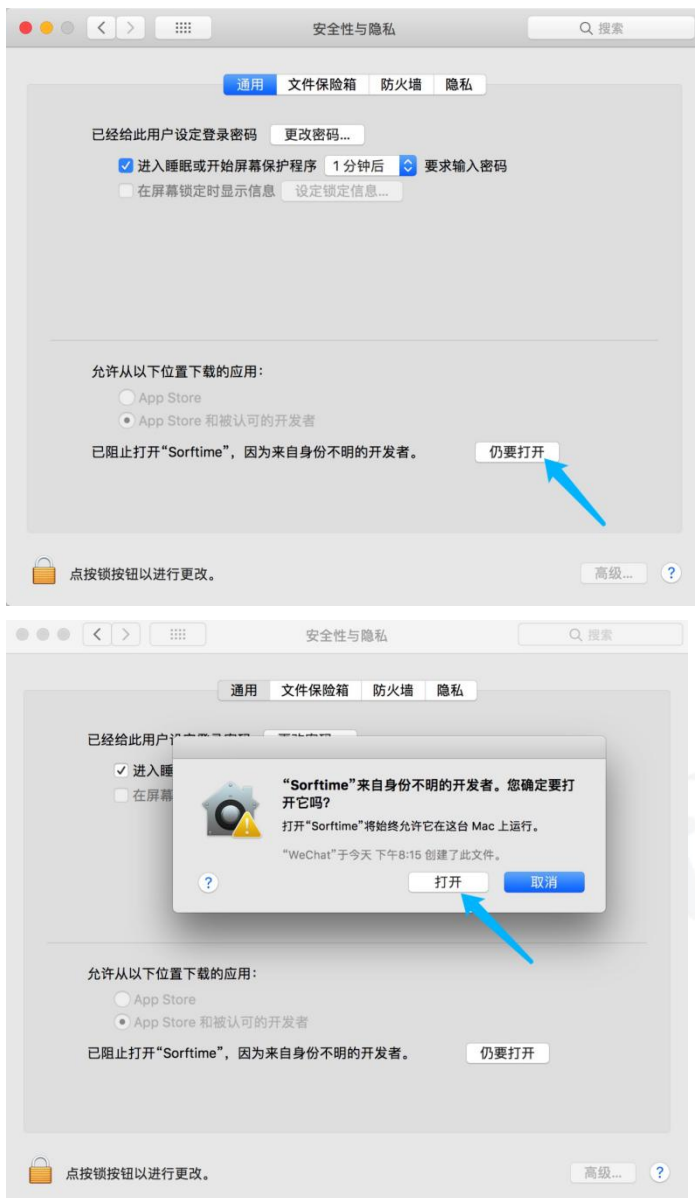 安全性与隐私
搜索
通用 文件保险箱 防火墙 隐私
已经给此用户设定登录密码 更改密码...
进入睡眠或开始屏幕保护程序 1 分钟后 要求输入密码
在屏幕锁定时显示信息 设定锁定信息...
允许从以下位置下载的应用：
App Store
App Store 和被认可的开发者
已阻止打开“Sorftime”，因为来自身份不明的开发者。 仍要打开
点按锁按钮以进行更改。
高级... ?
安全性与隐私
搜索
通用 文件保险箱 防火墙 隐私
已经给此用户
进入睡
在屏幕
“Sorftime”来自身份不明的开发者。您确定要打
开它吗？
打开“Sorftime”将始终允许它在这台 Mac 上运行。
“WeChat”于今天 下午8:15 创建了此文件。
? 打开 取消
允许从以下位置下载的应用：
App Store
App Store 和被认可的开发者
已阻止打开“Sorftime”，因为来自身份不明的开发者。 仍要打开
点按锁按钮以进行更改。
高级... ?